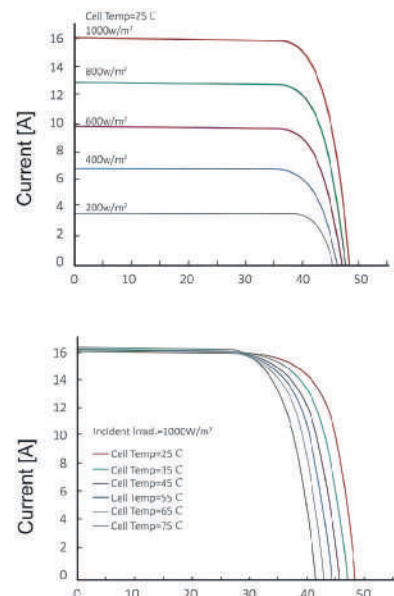 Cell Temp=25℃
1000w/m²
800w/m²
600w/m²
400w/m²
200w/m²
Current [A]
16
14
12
10
8
6
4
2
0
0 10 20 30 40 50
Current [A]
16
14
12
10
8
6
4
2
0
Incident Irrad.=1000W/m²
Cell Temp=25℃
Cell Temp=35℃
Cell Temp=45℃
Cell Temp=55℃
Cell Temp=65℃
Cell Temp=75℃
0 10 20 30 40 50